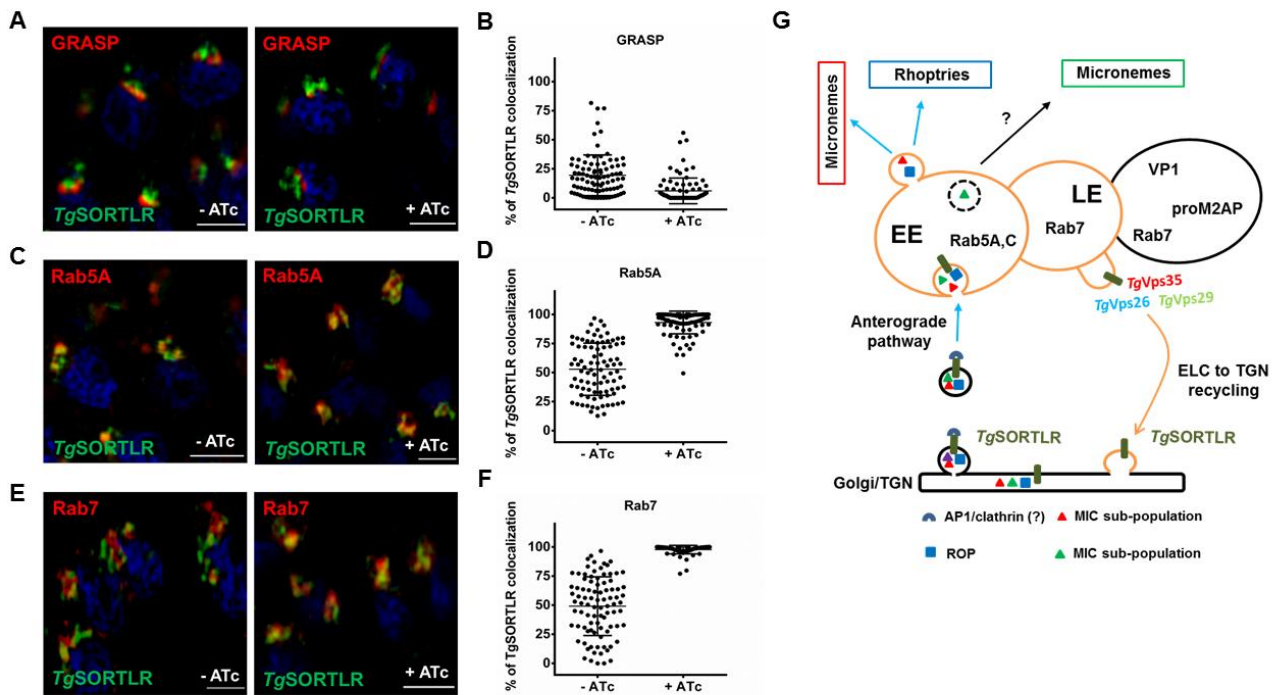 A
GRASP
TgSORTLR
- ATc
GRASP
TgSORTLR
+ ATc
B
GRASP
% of TgSORTLR colocalization
100
75
50
25
0
- ATc
+ ATc
C
Rab5A
TgSORTLR
- ATc
Rab5A
TgSORTLR
+ ATc
D
Rab5A
% of TgSORTLR colocalization
100
75
50
25
0
- ATc
+ ATc
E
Rab7
TgSORTLR
- ATc
Rab7
TgSORTLR
+ ATc
F
Rab7
% of TgSORTLR colocalization
100
75
50
25
0
- ATc
+ ATc
G
Micronemes
Rhoptries
Micronemes
?
EE
Rab5A,C
LE
Rab7
VP1
proM2AP
Rab7
TgVps35
TgVps26 TgVps29
Anterograde
pathway
ELC to TGN
recycling
TgSORTLR
TgSORTLR
Golgi/TGN
AP1/clathrin (?)
MIC sub-population
ROP
MIC sub-population